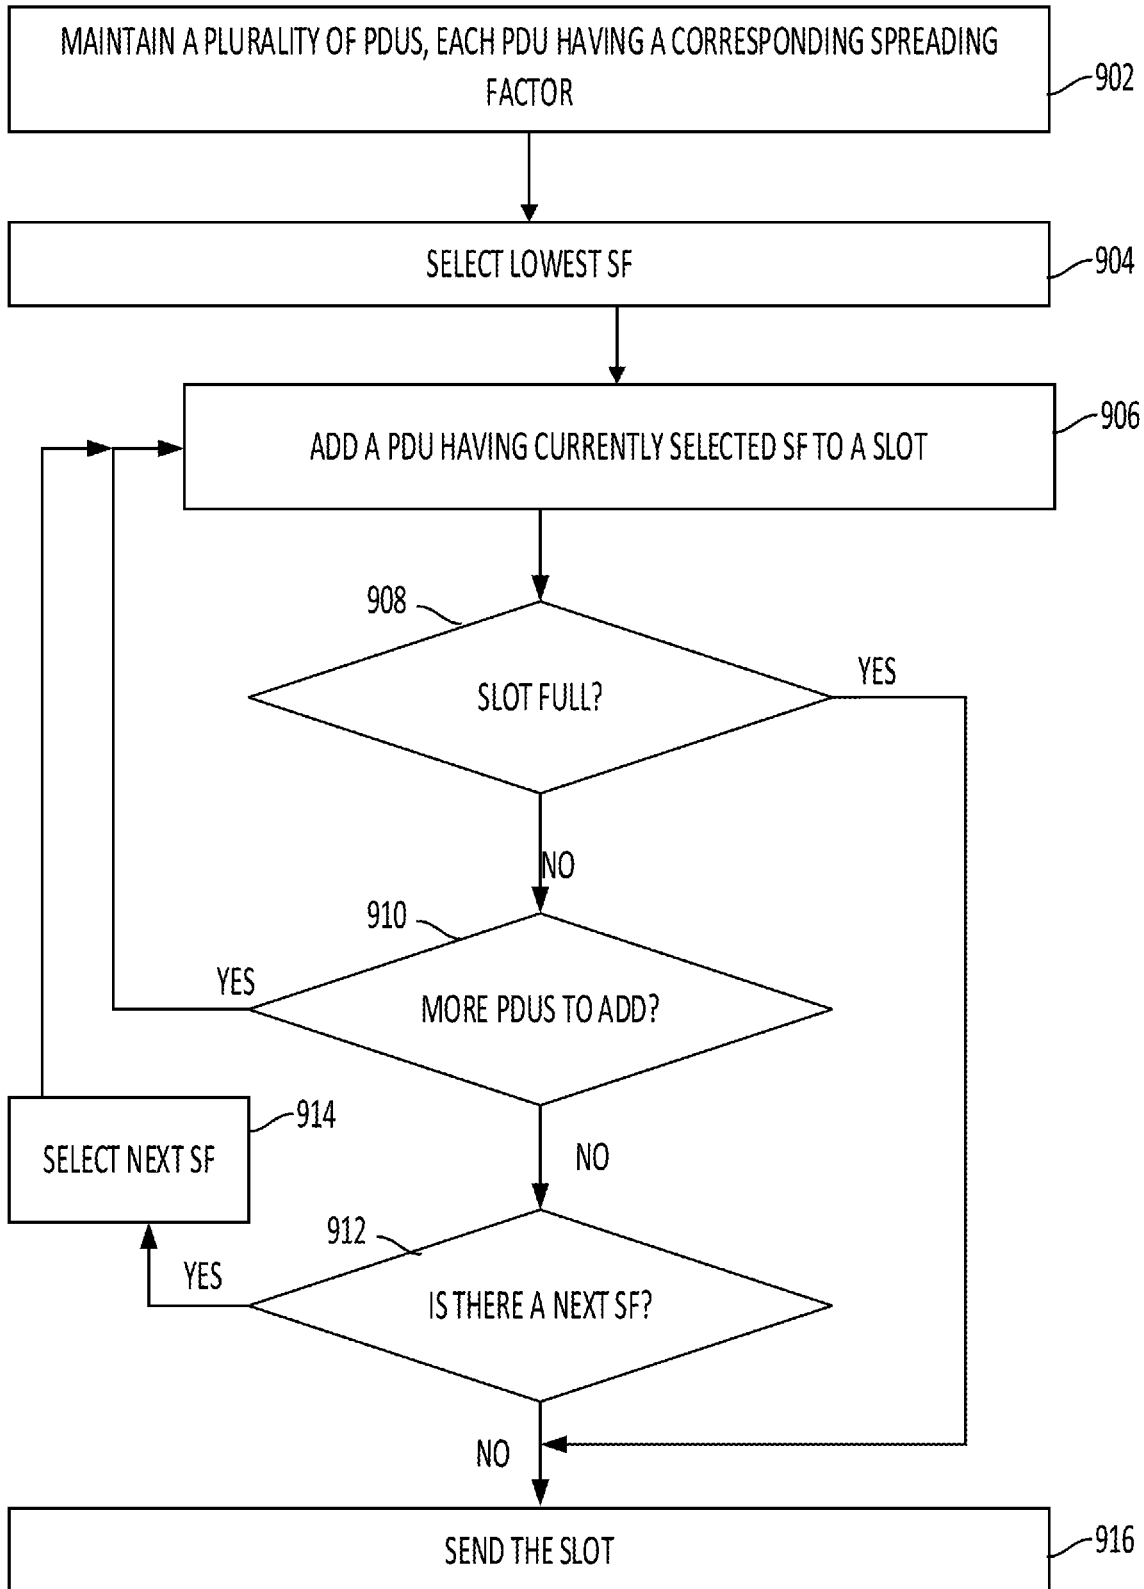 MAINTAIN A PLURALITY OF PDUS, EACH PDU HAVING A CORRESPONDING SPREADING
FACTOR
902
SELECT LOWEST SF
904
ADD A PDU HAVING CURRENTLY SELECTED SF TO A SLOT
906
908
SLOT FULL?
YES
NO
910
MORE PDUS TO ADD?
YES
NO
914
SELECT NEXT SF
912
IS THERE A NEXT SF?
YES
NO
SEND THE SLOT
916